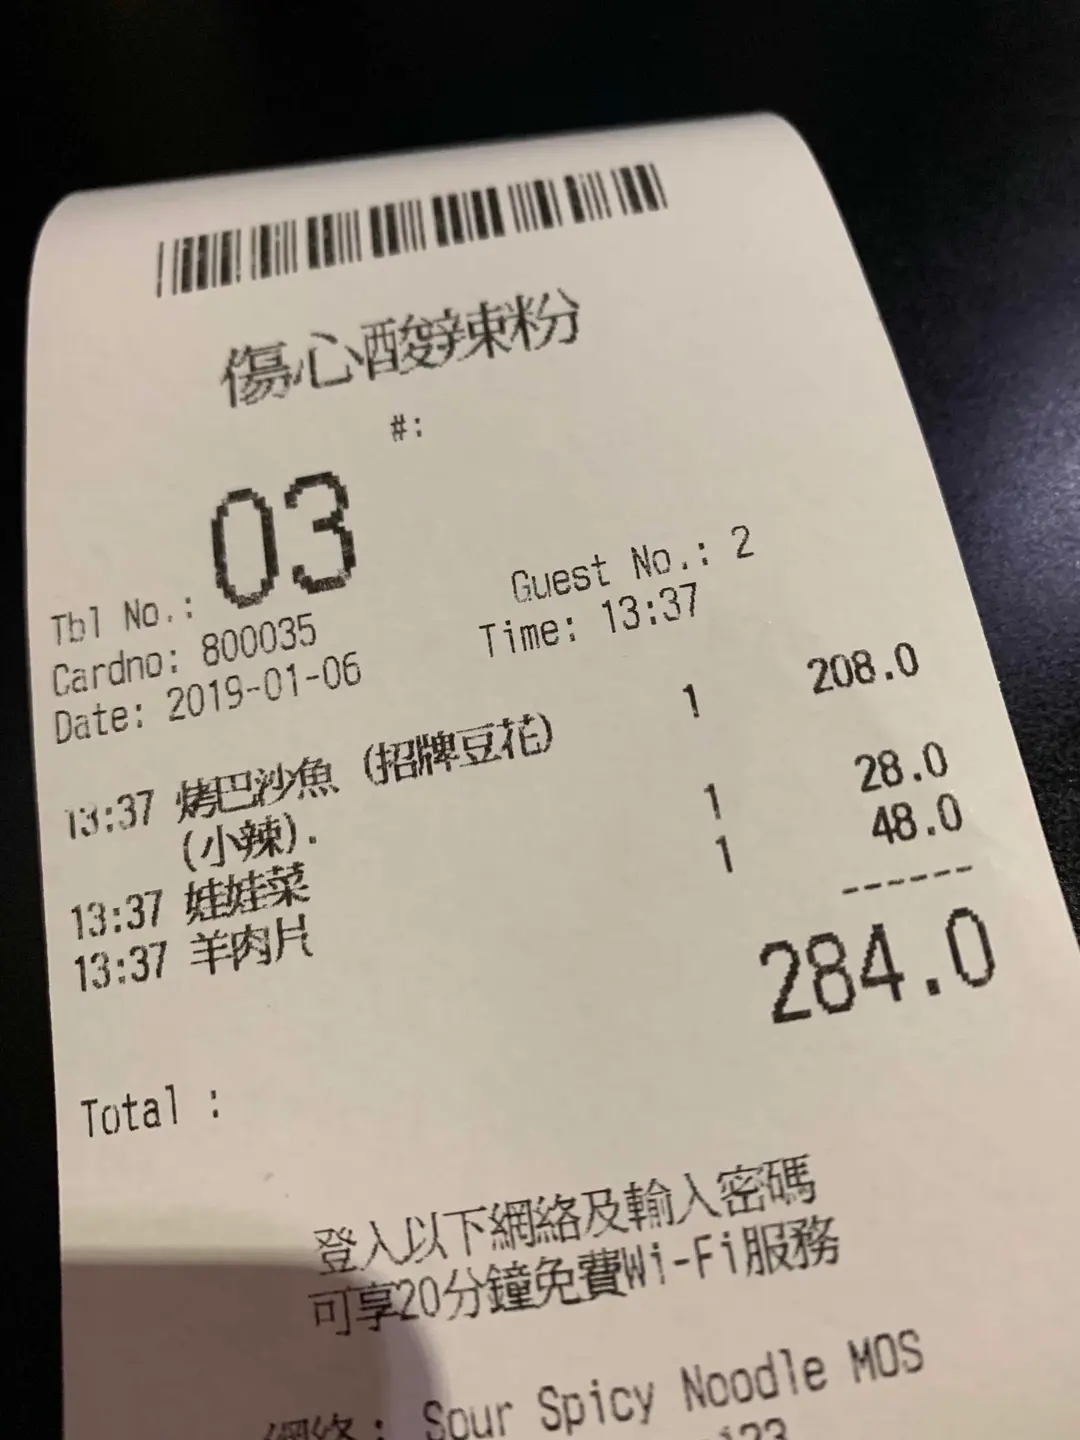 傷心酸辣粉
#:
Tbl No.: 03 Guest No.: 2
Cardno: 800035 Time: 13:37
Date: 2019-01-06
13:37 烤巴沙魚 (招牌豆花) 1 208.0
(小辣).
13:37 娃娃菜 1 28.0
13:37 羊肉片 1 48.0
------
Total : 284.0
登入以下網絡及輸入密碼
可享20分鐘免費Wi-Fi服務
網絡: Sour Spicy Noodle MOS